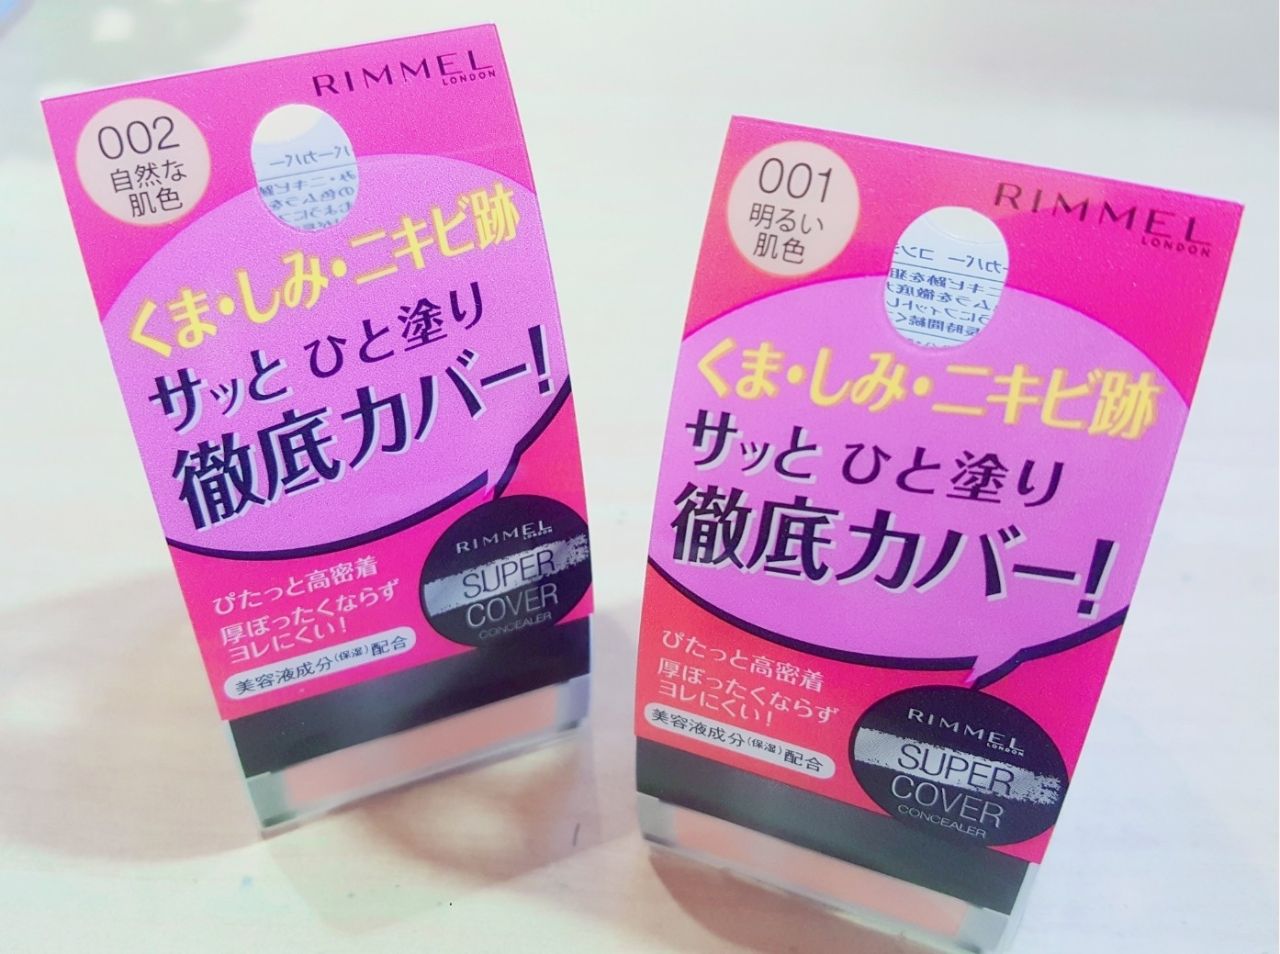 RIMMEL
LONDON
002
自然な
肌色
くま・しみ・ニキビ跡
サッと ひと塗り
徹底カバー!
ぴたっと高密着
厚ぼったくならず
ヨレにくい!
美容液成分(保湿)配合
RIMMEL
LONDON
SUPER
COVER
CONCEALER
RIMMEL
LONDON
001
明るい
肌色
くま・しみ・ニキビ跡
サッと ひと塗り
徹底カバー!
ぴたっと高密着
厚ぼったくならず
ヨレにくい!
美容液成分(保湿)配合
RIMMEL
LONDON
SUPER
COVER
CONCEALER